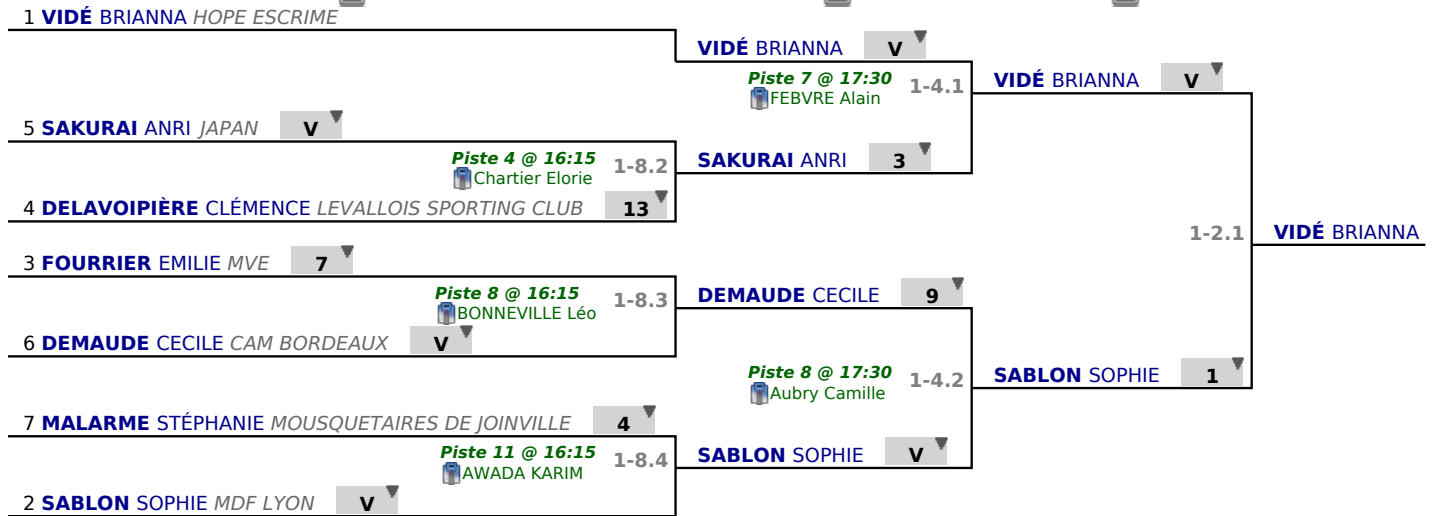 1 VIDÉ BRIANNA HOPE ESCRIME
VIDÉ BRIANNA V
Piste 7 @ 17:30
FEBVRE Alain
1-4.1
VIDÉ BRIANNA V
5 SAKURAI ANRI JAPAN V
Piste 4 @ 16:15
Chartier Elorie
1-8.2
SAKURAI ANRI 3
4 DELAVOIPIÈRE CLÉMENCE LEVALLOIS SPORTING CLUB 13
1-2.1
VIDÉ BRIANNA
3 FOURRIER EMILIE MVE 7
Piste 8 @ 16:15
BONNEVILLE Léo
1-8.3
DEMAUDE CECILE 9
6 DEMAUDE CECILE CAM BORDEAUX V
Piste 8 @ 17:30
Aubry Camille
1-4.2
SABLON SOPHIE 1
7 MALARME STÉPHANIE MOUSQUETAIRES DE JOINVILLE 4
Piste 11 @ 16:15
AWADA KARIM
1-8.4
SABLON SOPHIE V
2 SABLON SOPHIE MDF LYON V